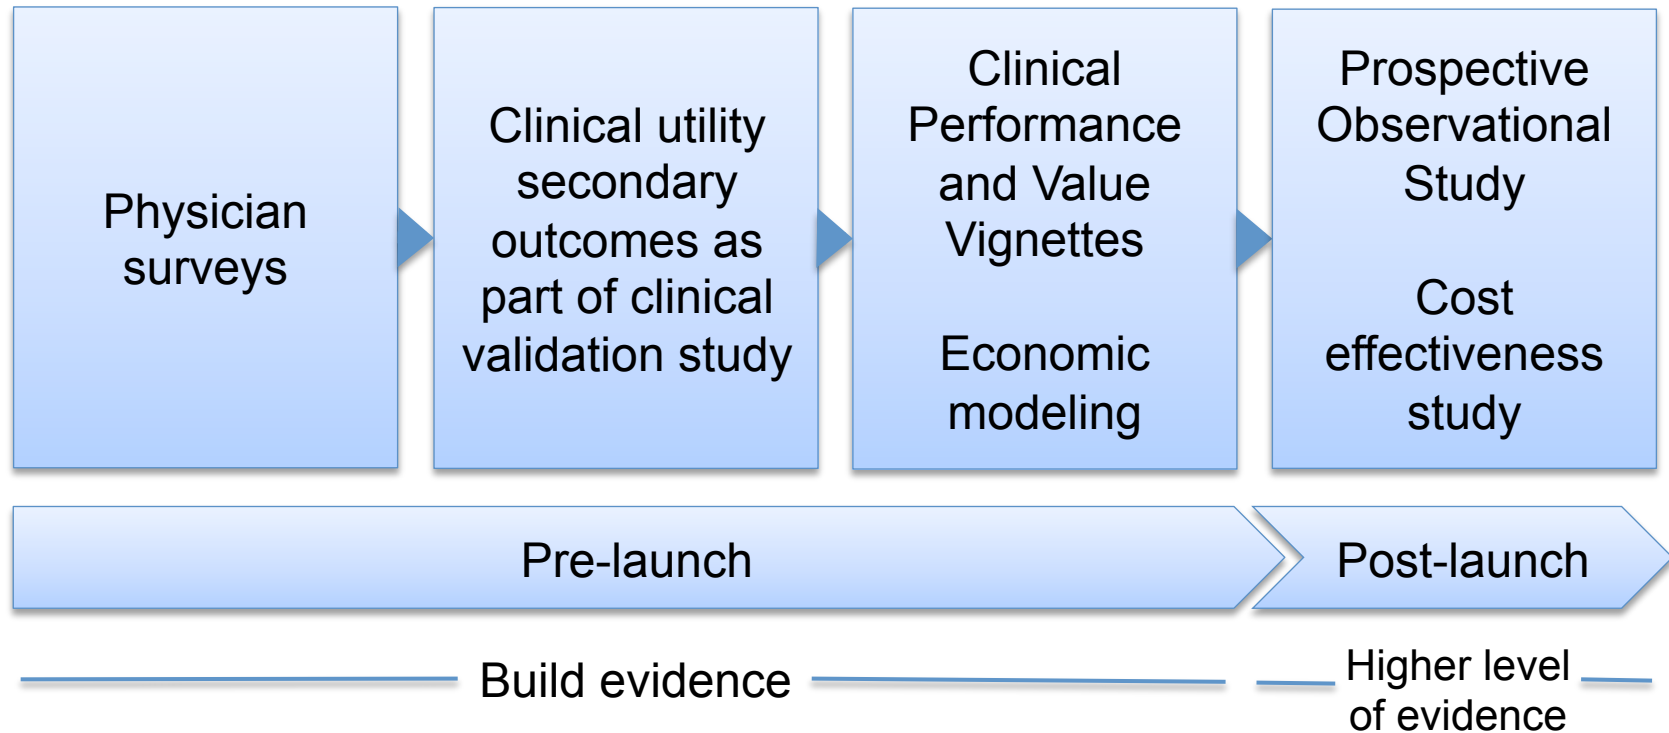 Physician
surveys
Clinical utility
secondary
outcomes as
part of clinical
validation study
Clinical
Performance
and Value
Vignettes
Economic
modeling
Prospective
Observational
Study
Cost
effectiveness
study
Pre-launch
Post-launch
Build evidence
Higher level
of evidence